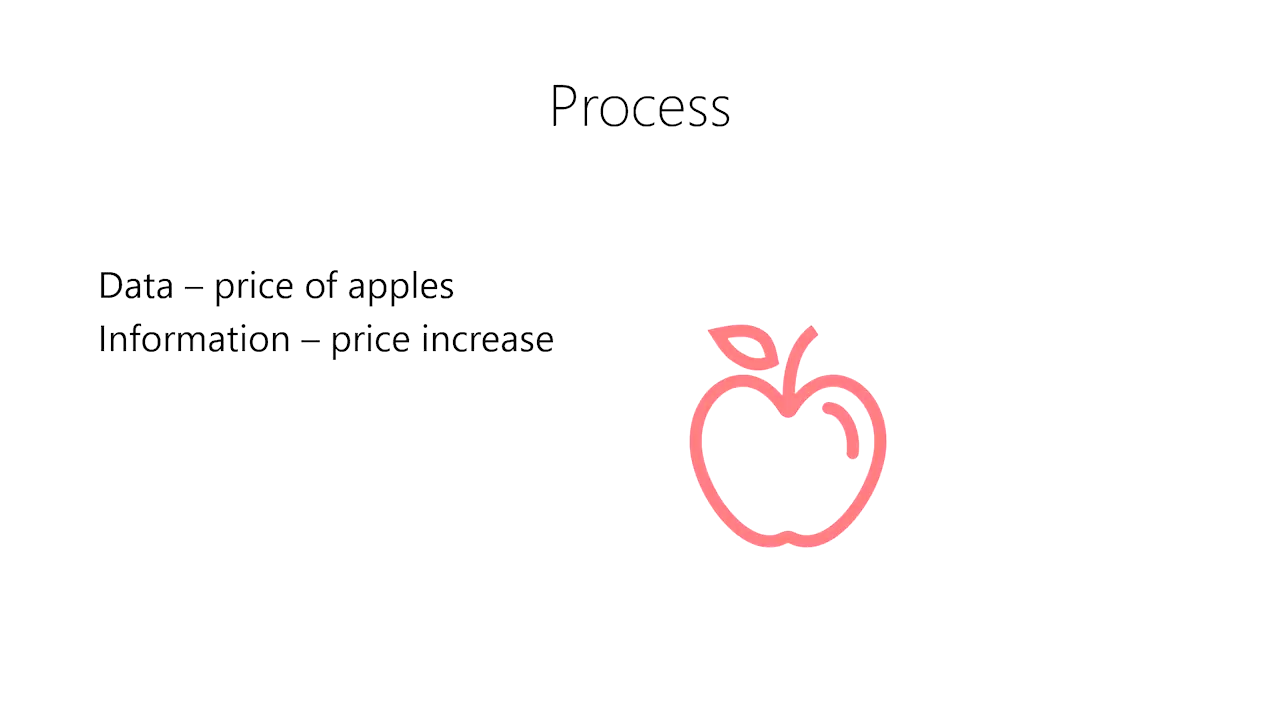 Process
Data – price of apples
Information – price increase